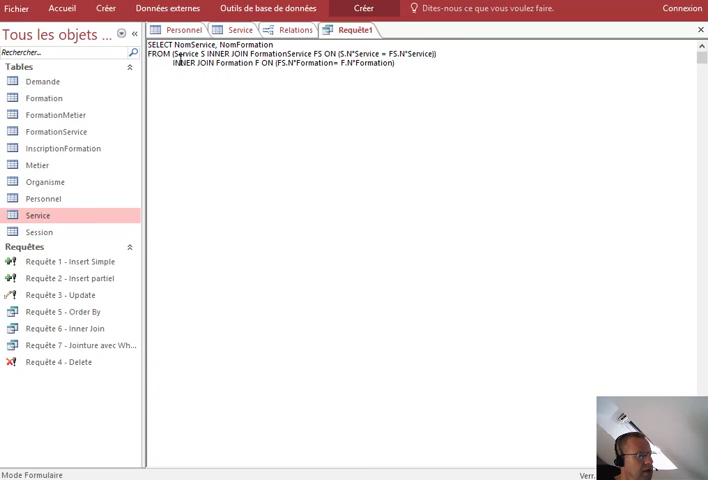 Fichier Accueil Créer Données externes Outils de base de données Créer Dites-nous ce que vous voulez faire. Connexion
Tous les objets ... «
Personnel Service Relations Requête1 ×
Rechercher...
Tables
Demande
Formation
FormationMetier
FormationService
InscriptionFormation
Metier
Organisme
Personnel
Service
Session
Requêtes
Requête 1 - Insert Simple
Requête 2 - Insert partiel
Requête 3 - Update
Requête 5 - Order By
Requête 6 - Inner Join
Requête 7 - Jointure avec Wh...
Requête 4 - Delete
SELECT NomService, NomFormation
FROM (Service S INNER JOIN FormationService FS ON (S.N°Service = FS.N°Service))
INNER JOIN Formation F ON (FS.N°Formation= F.N°Formation)
Mode Formulaire
Verr.